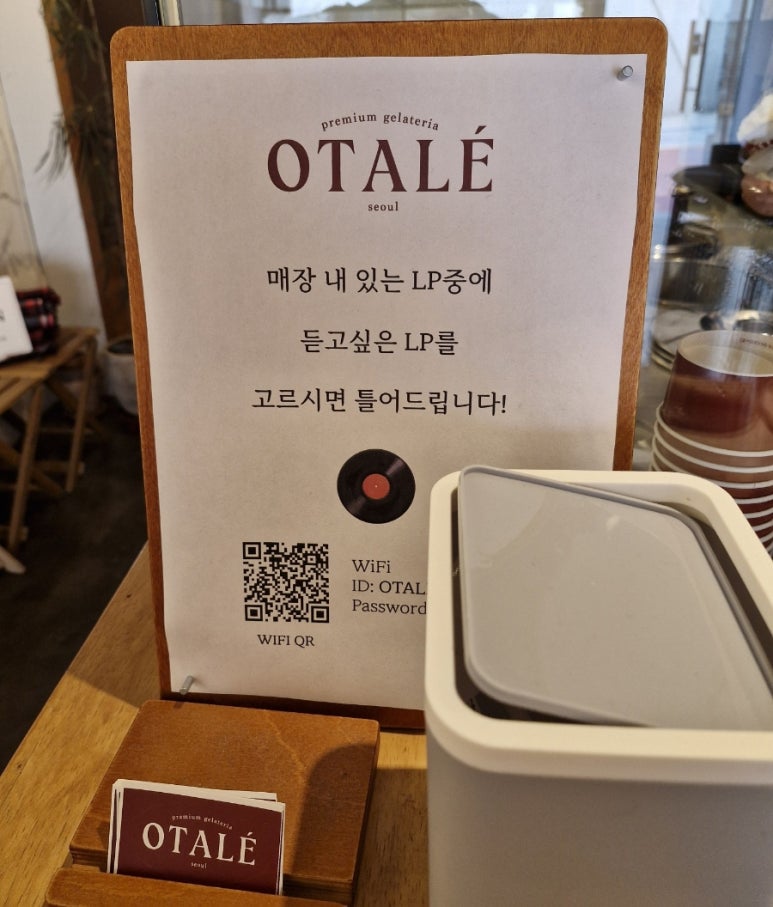 premium gelateria
OTALÉ
seoul
매장 내 있는 LP중에
듣고싶은 LP를
고르시면 틀어드립니다!
WiFi
ID:
Password
WIFI QR
premium gelateria
OTALÉ
seoul